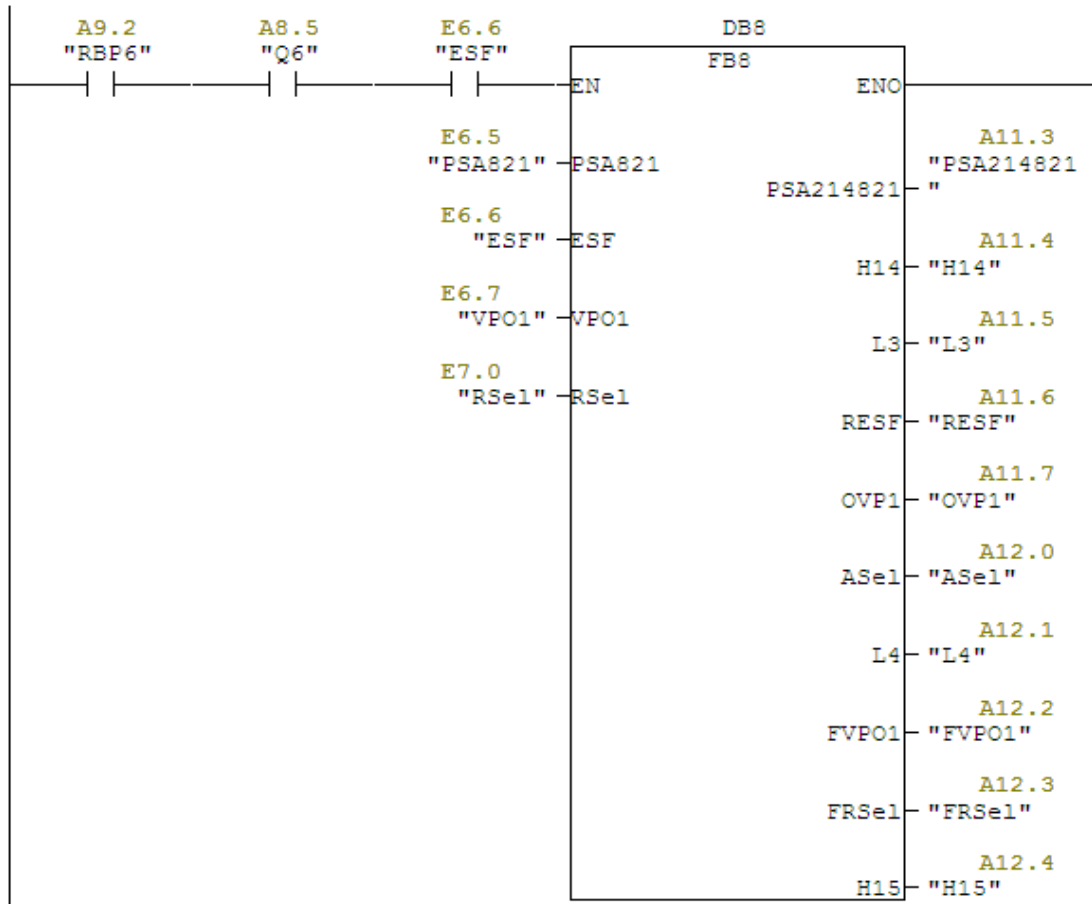 A9.2 A8.5 E6.6 DB8
"RBP6" "Q6" "ESF" FB8
EN ENO
E6.5 A11.3
"PSA821" PSA821 "PSA214821
PSA214821 "
E6.6 A11.4
"ESF" ESF
H14 "H14"
E6.7 A11.5
"VPO1" VPO1
L3 "L3"
E7.0 A11.6
"RSel" RSel
RESF "RESF"
A11.7
OVP1 "OVP1"
A12.0
ASel "ASel"
A12.1
L4 "L4"
A12.2
FVPO1 "FVPO1"
A12.3
FRSel "FRSel"
A12.4
H15 "H15"